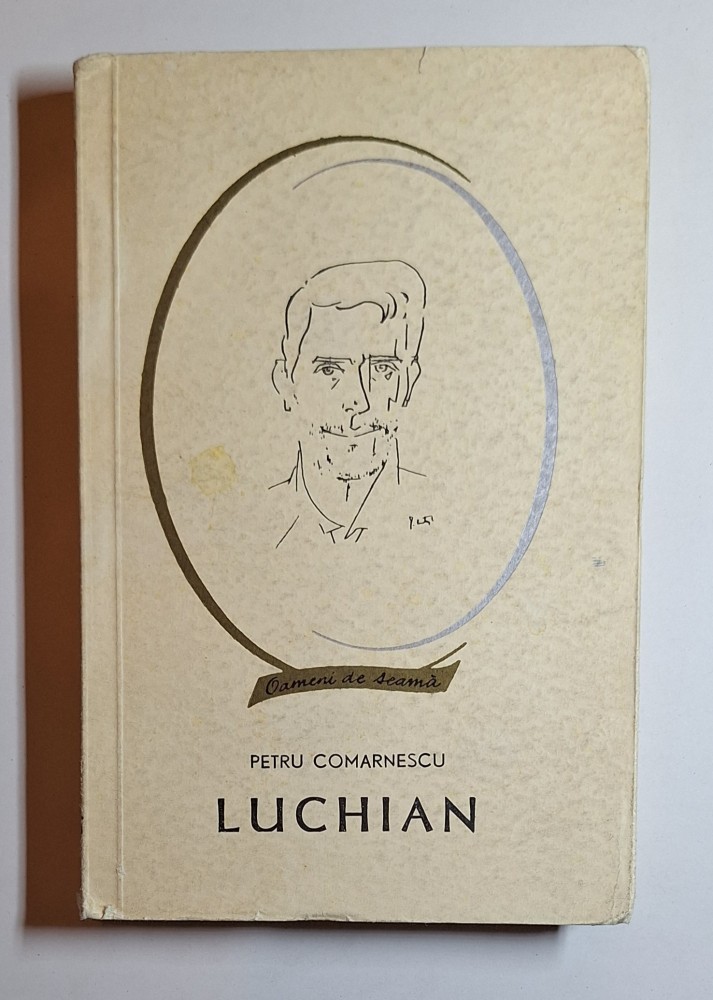 Oameni de seamă
PETRU COMARNESCU
LUCHIAN